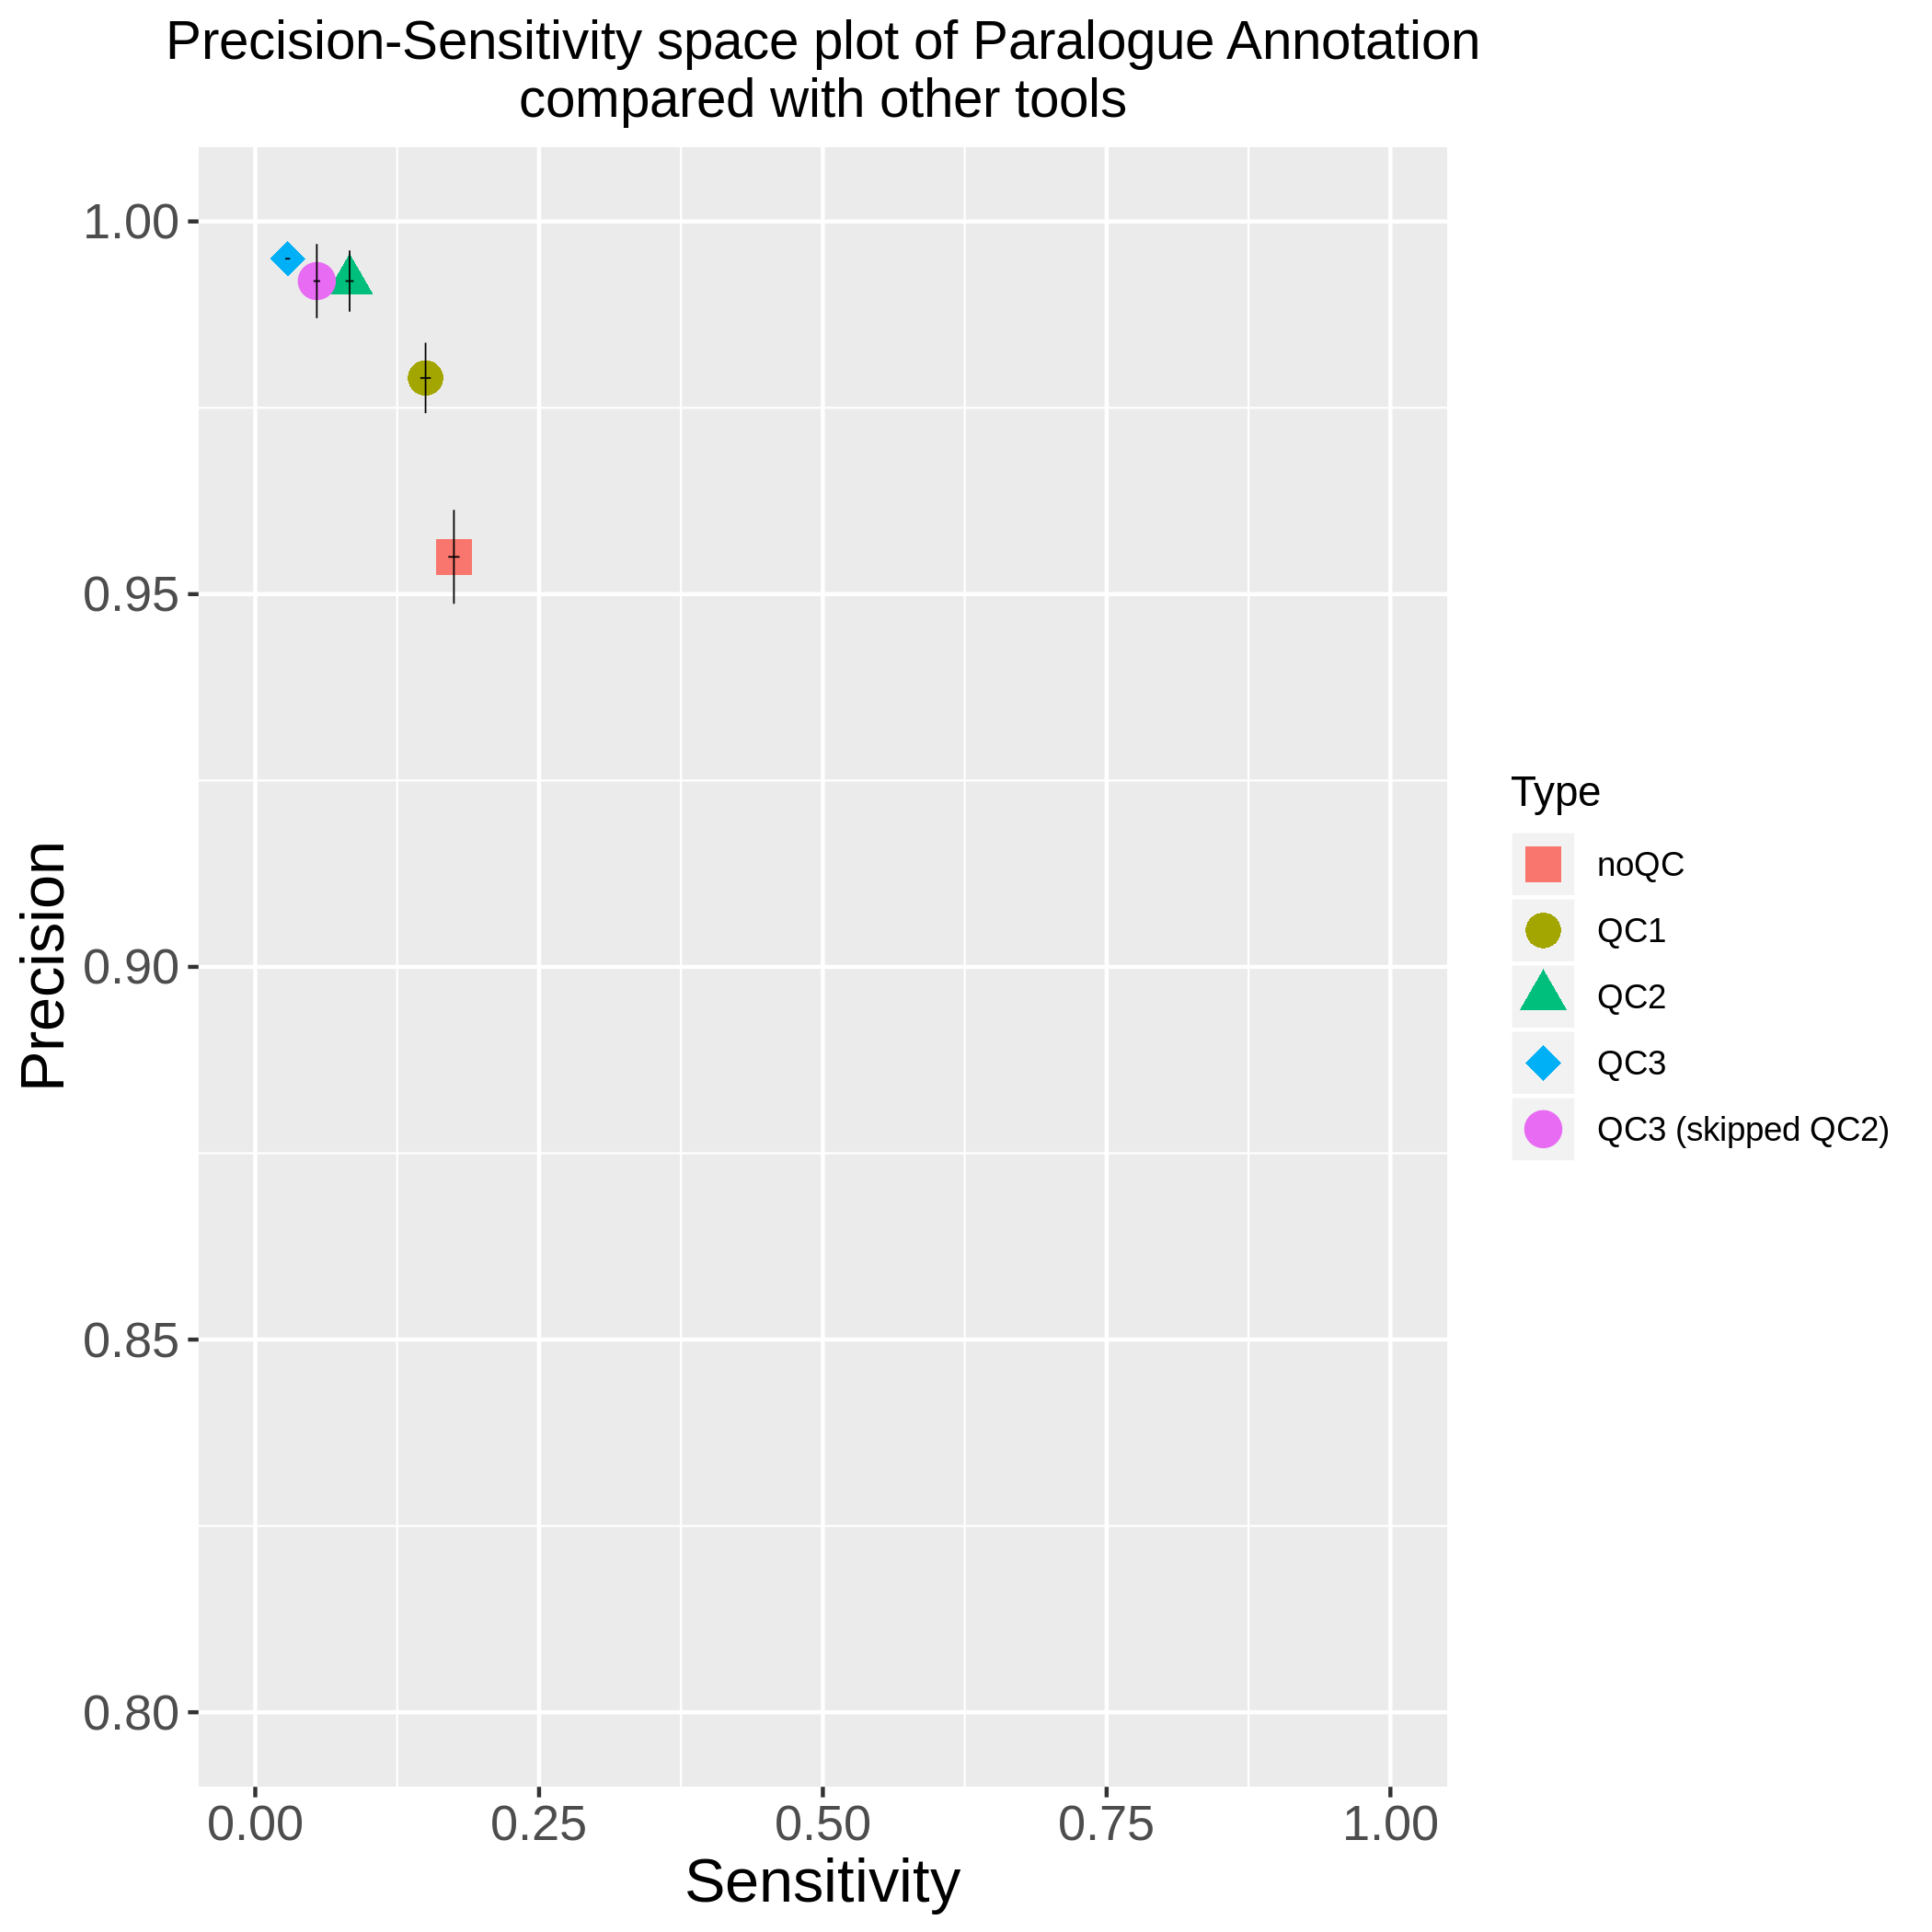 Precision-Sensitivity space plot of Paralogue Annotation
compared with other tools
Precision
1.00
0.95
0.90
0.85
0.80
0.00 0.25 0.50 0.75 1.00
Sensitivity
Type
noQC
QC1
QC2
QC3
QC3 (skipped QC2)